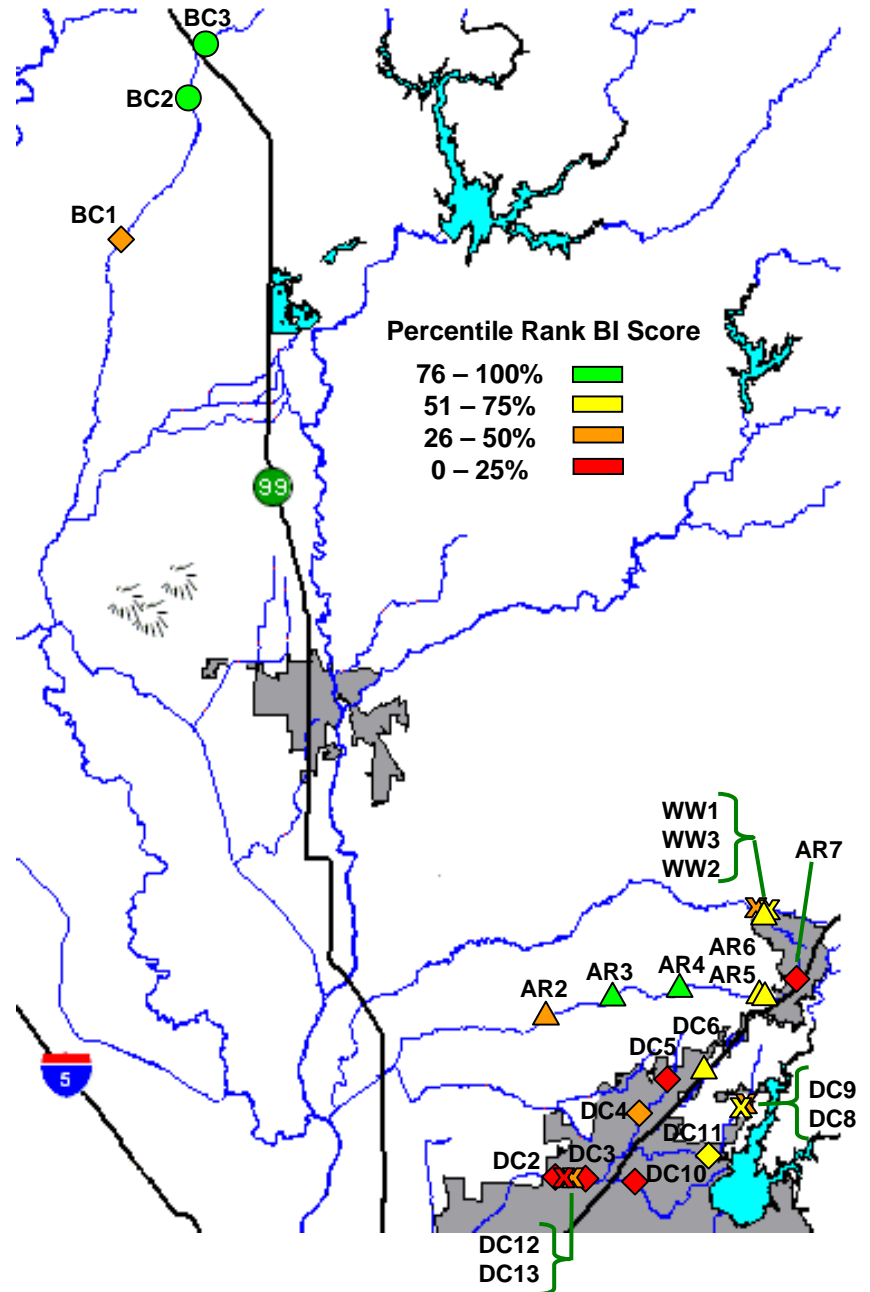 BC3
BC2
BC1
Percentile Rank BI Score
76 – 100%
51 – 75%
26 – 50%
0 – 25%
99
WW1
WW3
WW2
AR7
AR6
AR5
AR4
AR3
AR2
DC6
DC5
DC9
DC8
DC4
DC11
DC3
DC2
DC10
5
DC12
DC13